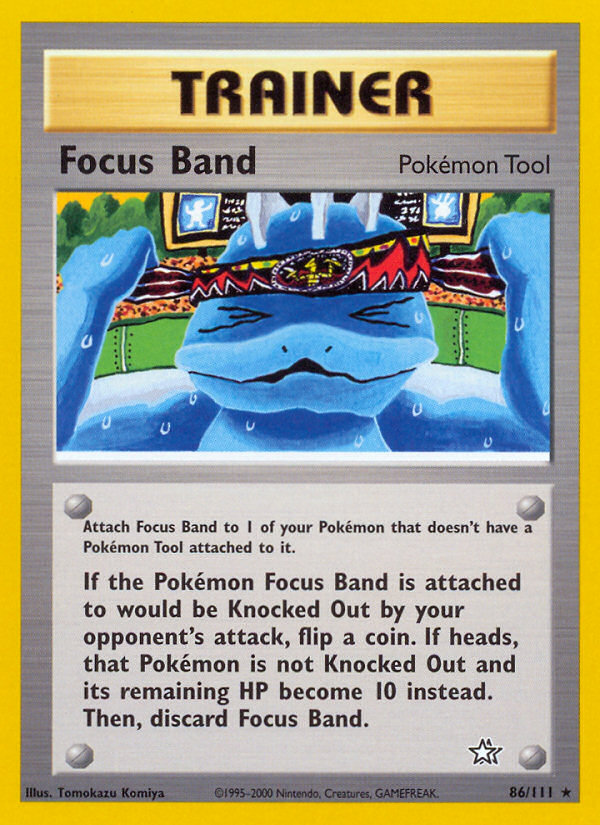 TRAINER
Focus Band
Pokémon Tool
Attach Focus Band to 1 of your Pokémon that doesn't have a
Pokémon Tool attached to it.
If the Pokémon Focus Band is attached
to would be Knocked Out by your
opponent's attack, flip a coin. If heads,
that Pokémon is not Knocked Out and
its remaining HP become 10 instead.
Then, discard Focus Band.
Illus. Tomokazu Komiya
©1995-2000 Nintendo, Creatures, GAMEFREAK.
86/111 ★